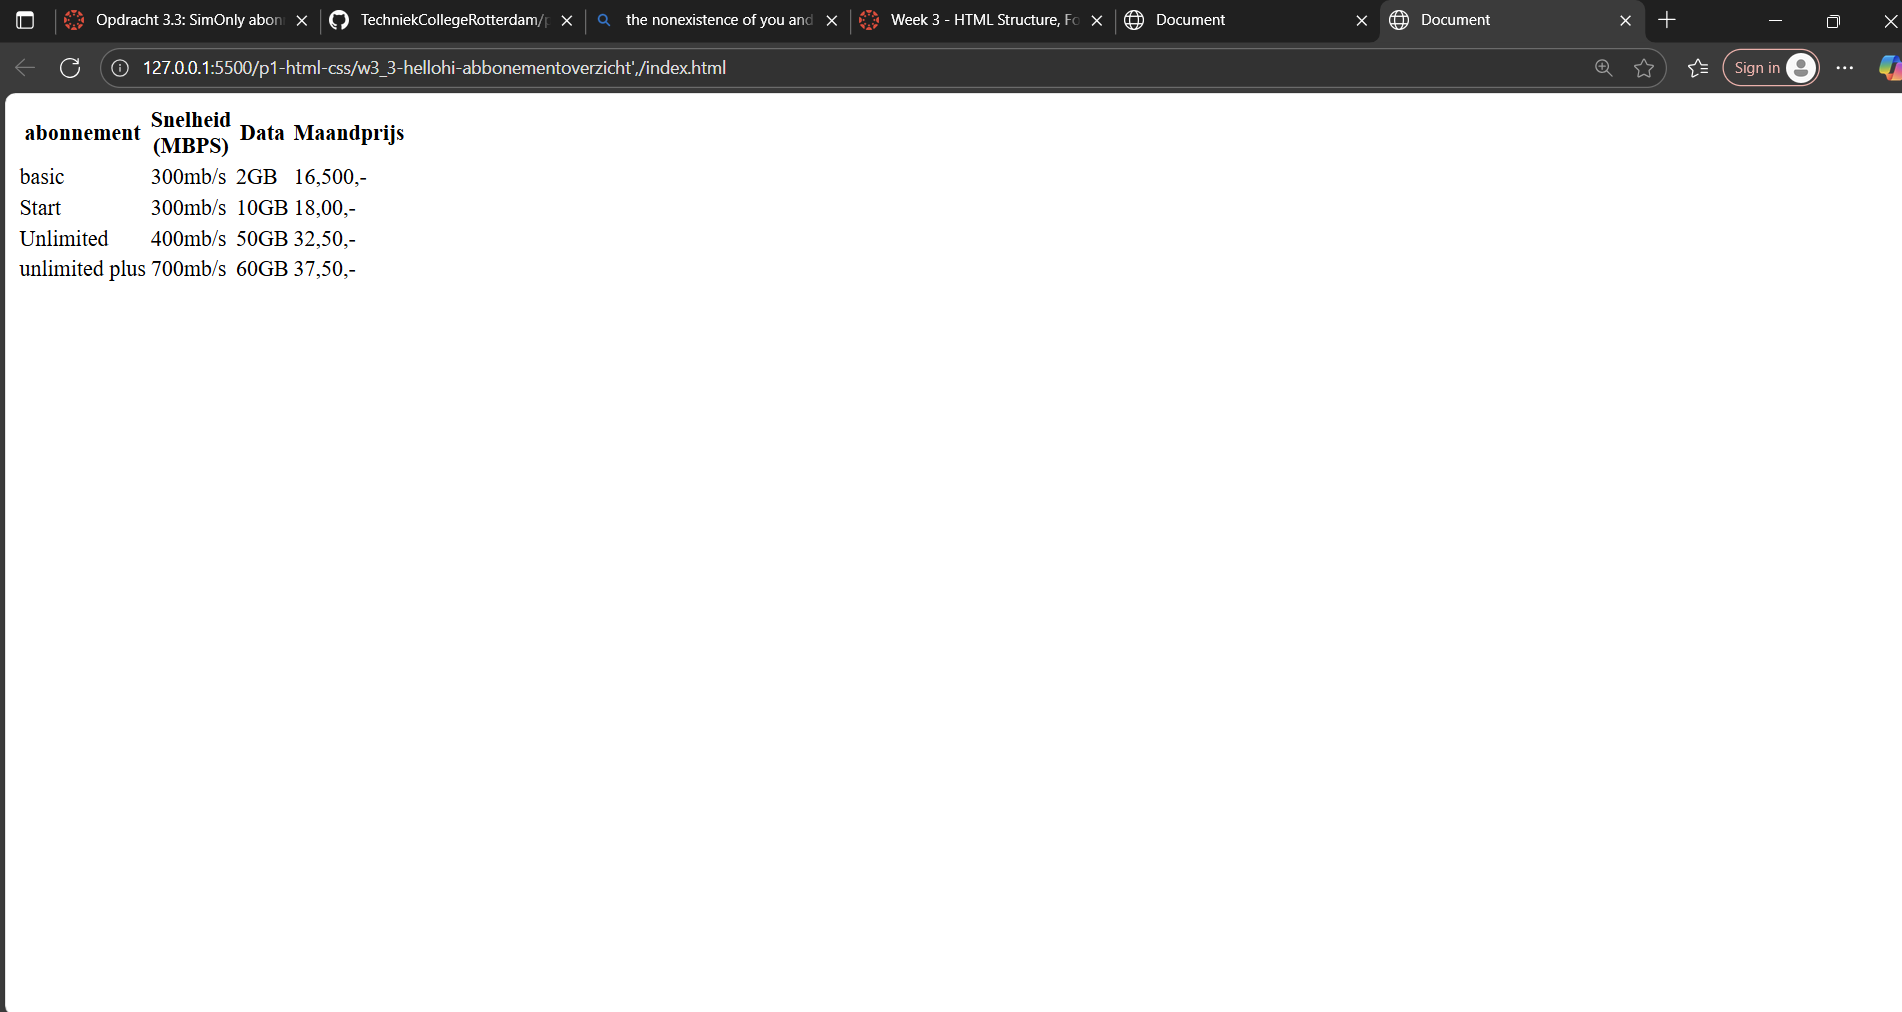 Opdracht 3.3: SimOnly abon
TechniekCollegeRotterdam/p
the nonexistence of you and
Week 3 - HTML Structure, Fo
Document
Document
127.0.0.1:5500/p1-html-css/w3_3-hellohi-abbonementoverzicht',/index.html
Sign in
abonnement Snelheid (MBPS) Data Maandprijs
basic 300mb/s 2GB 16,500,-
Start 300mb/s 10GB 18,00,-
Unlimited 400mb/s 50GB 32,50,-
unlimited plus 700mb/s 60GB 37,50,-